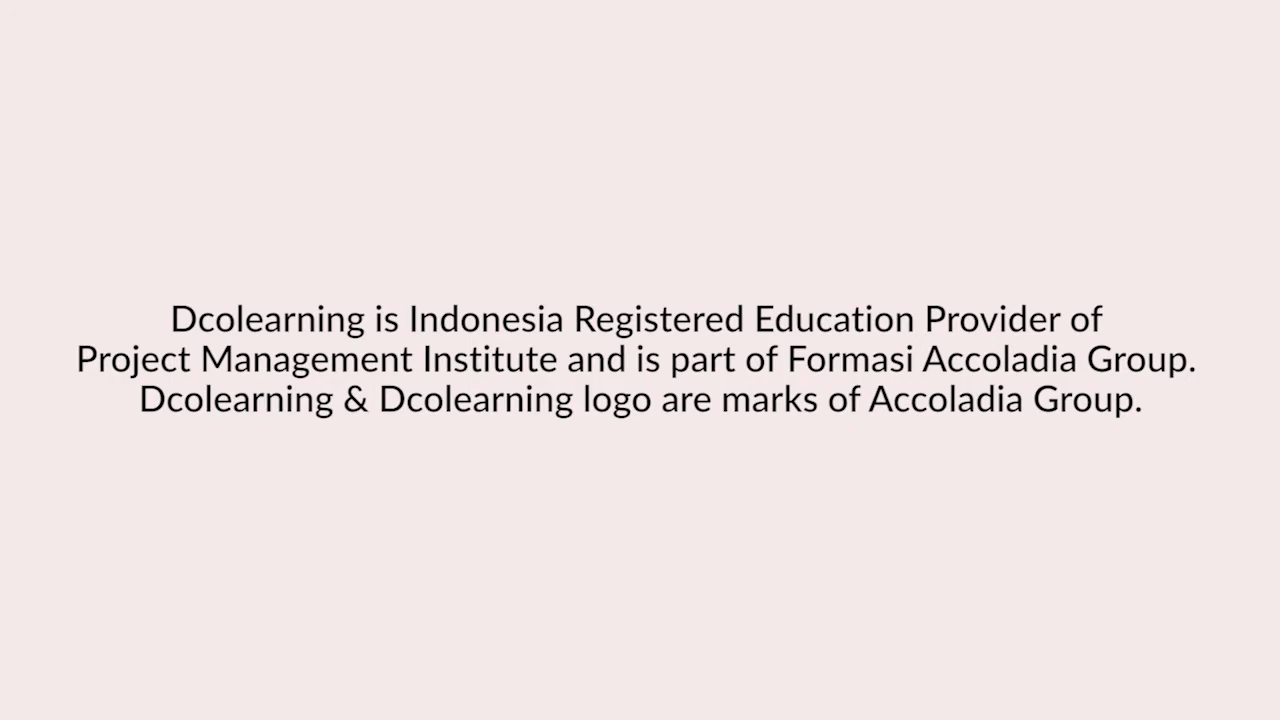 Dcolearning is Indonesia Registered Education Provider of
Project Management Institute and is part of Formasi Accoladia Group.
Dcolearning & Dcolearning logo are marks of Accoladia Group.